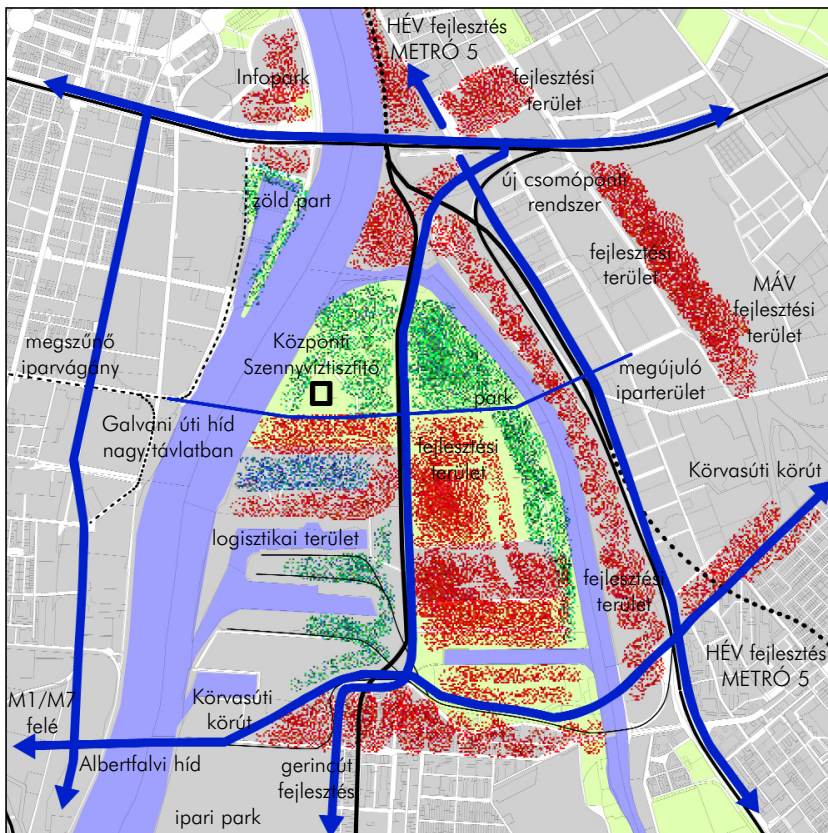 HÉV fejlesztés
METRÓ 5
Infopark
fejlesztési
terület
zöld part
új csomóponti
rendszer
fejlesztési
terület
MÁV
fejlesztési
terület
megszűnő
iparvágány
Központi
Szennyvíztisztító
megújuló
iparterület
park
Galvani úti híd
nagy távlatban
fejlesztési
terület
Körvasúti körút
logisztikai terület
fejlesztési
terület
HÉV fejlesztés
METRÓ 5
M1/M7
felé
Körvasúti
körút
Albertfalvi híd
gerincút
fejlesztési
ipari park